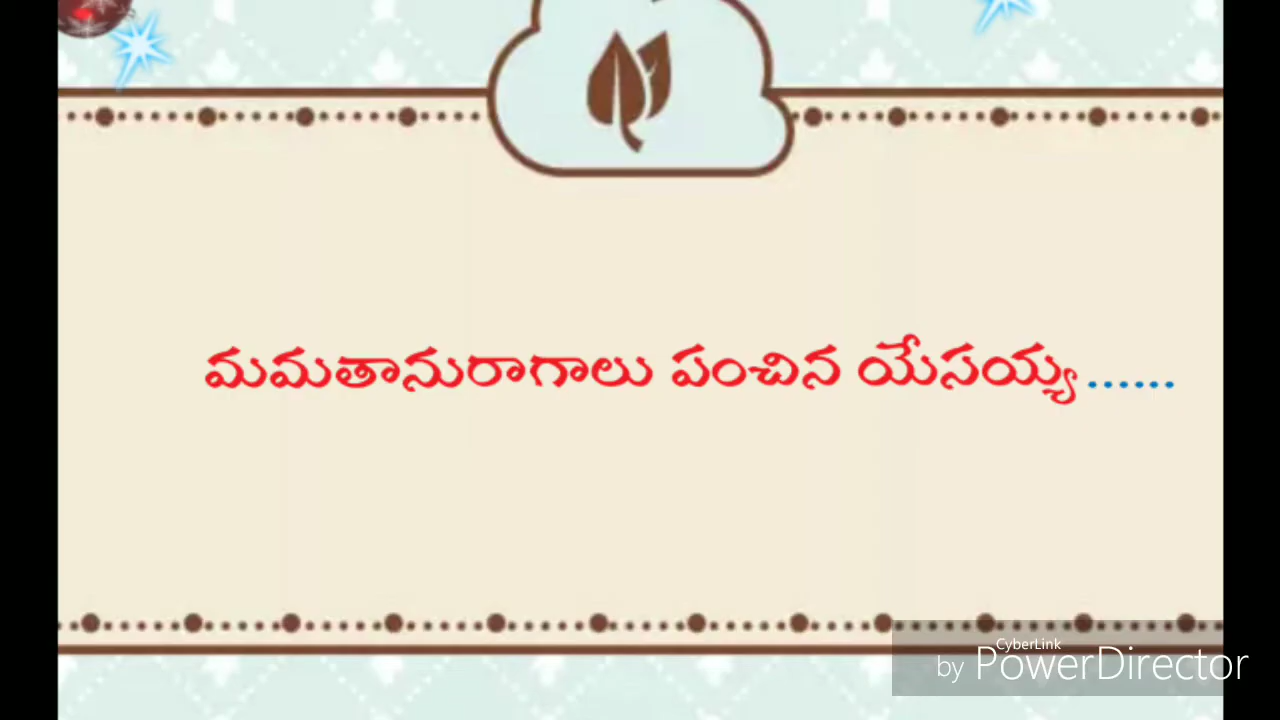 మమతానురాగాలు పంచిన యేసయ్య......
CyberLink
by PowerDirector